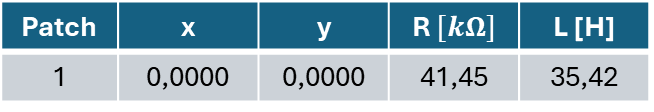 Patch x y R [kΩ] L [H]
1 0,0000 0,0000 41,45 35,42